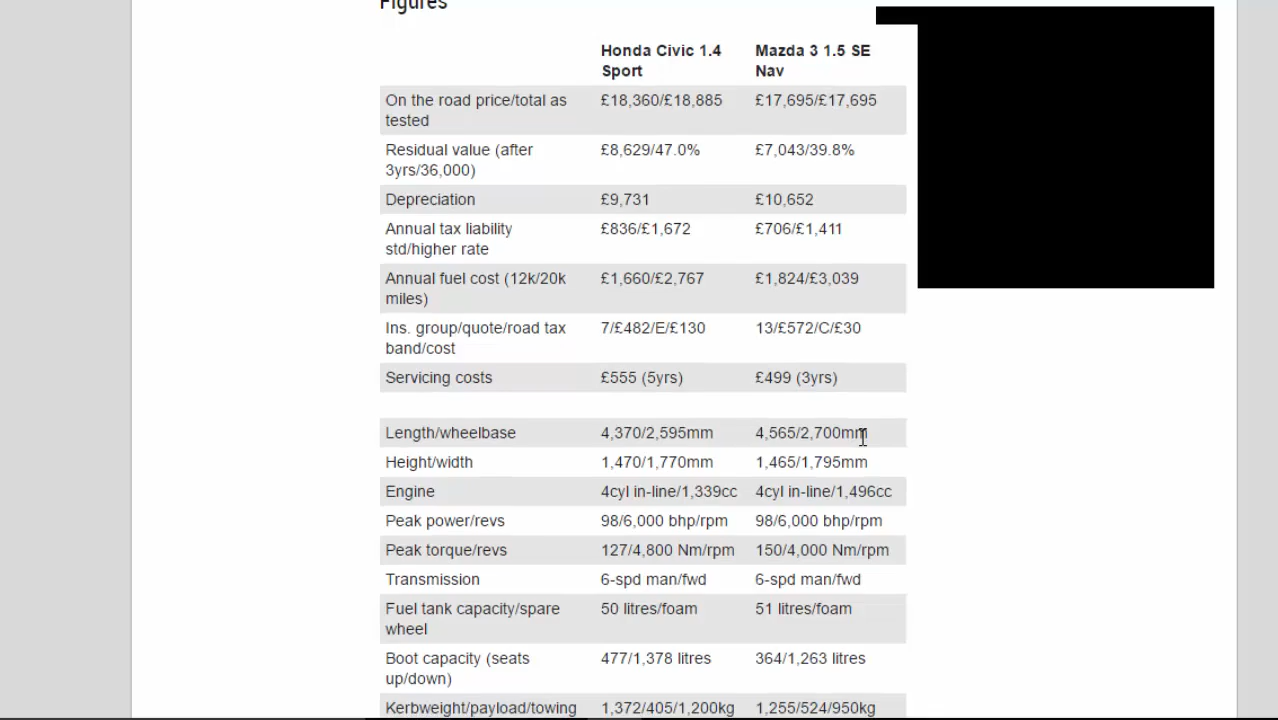 Figures
Honda Civic 1.4 Mazda 3 1.5 SE
Sport Nav
On the road price/total as £18,360/£18,885 £17,695/£17,695
tested
Residual value (after £8,629/47.0% £7,043/39.8%
3yrs/36,000)
Depreciation £9,731 £10,652
Annual tax liability £836/£1,672 £706/£1,411
std/higher rate
Annual fuel cost (12k/20k £1,660/£2,767 £1,824/£3,039
miles)
Ins. group/quote/road tax 7/£482/E/£130 13/£572/C/£30
band/cost
Servicing costs £555 (5yrs) £499 (3yrs)
Length/wheelbase 4,370/2,595mm 4,565/2,700mm
Height/width 1,470/1,770mm 1,465/1,795mm
Engine 4cyl in-line/1,339cc 4cyl in-line/1,496cc
Peak power/revs 98/6,000 bhp/rpm 98/6,000 bhp/rpm
Peak torque/revs 127/4,800 Nm/rpm 150/4,000 Nm/rpm
Transmission 6-spd man/fwd 6-spd man/fwd
Fuel tank capacity/spare 50 litres/foam 51 litres/foam
wheel
Boot capacity (seats 477/1,378 litres 364/1,263 litres
up/down)
Kerbweight/payload/towing 1,372/405/1,200kg 1,255/524/950kg